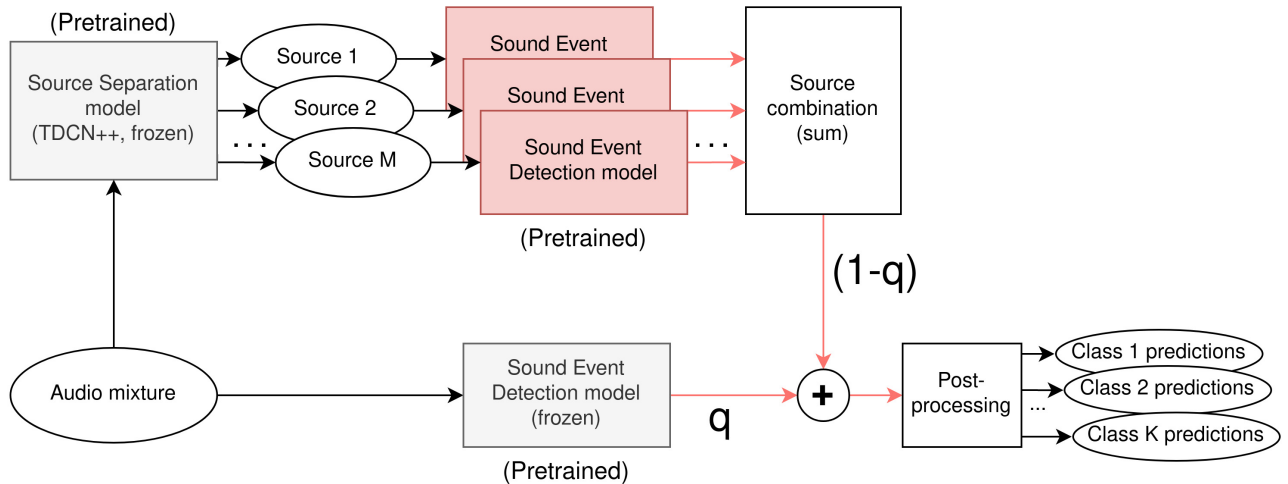 (Pretrained)
Source Separation
model
(TDCN++, frozen)
Source 1
Source 2
. . .
Source M
Sound Event
Sound Event
Sound Event
Detection model
. . .
(Pretrained)
Source
combination
(sum)
(1-q)
Audio mixture
Sound Event
Detection model
(frozen)
(Pretrained)
q
+
Post-
processing
Class 1 predictions
Class 2 predictions
...
Class K predictions